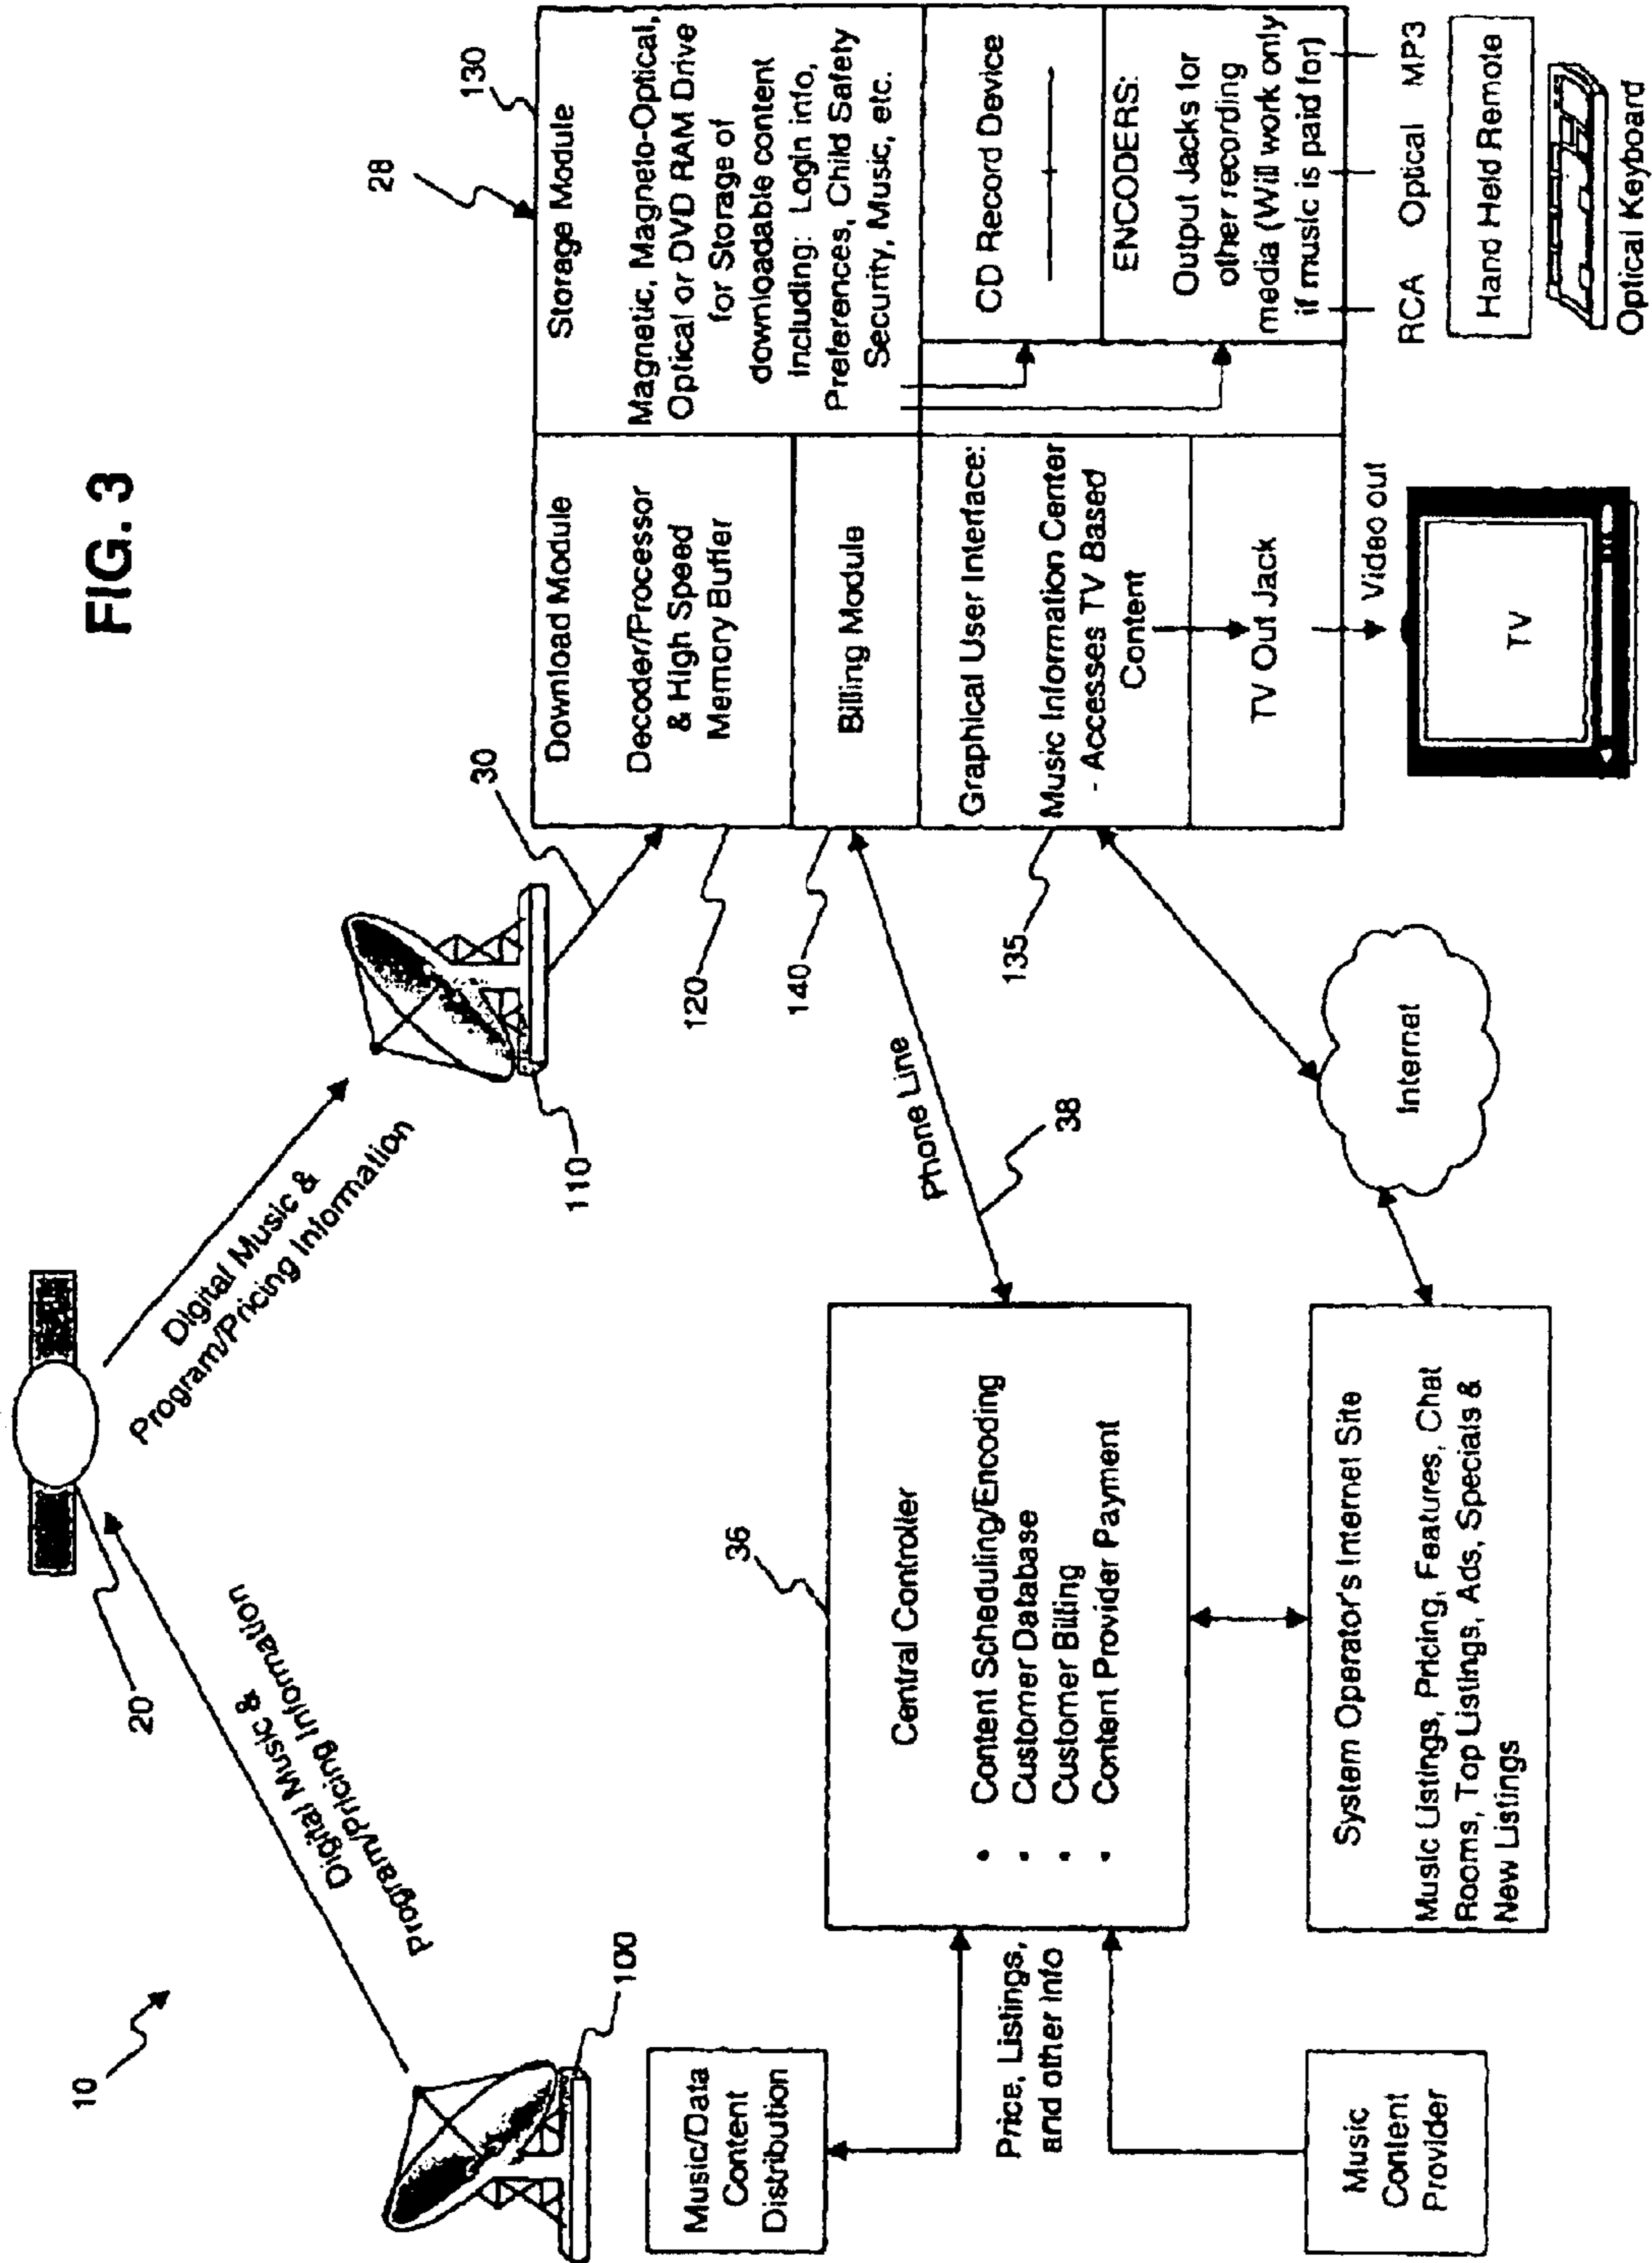 FIG. 3
10
20
Digital Music &
Program/Pricing Information
Digital Music &
Program/Pricing Information
100
110
30
28
130
Music/Data
Content
Distribution
Price, Listings,
and other info
Music
Content
Provider
36
Central Controller
• Content Scheduling/Encoding
• Customer Database
• Customer Billing
• Content Provider Payment
System Operator's Internet Site
Music Listings, Pricing, Features, Chat
Rooms, Top Listings, Ads, Specials &
New Listings
Phone Line
38
Internet
120
140
135
Download Module
Decoder/Processor
& High Speed
Memory Buffer
Billing Module
Graphical User Interface:
Music Information Center
- Accesses TV Based
Content
TV Out Jack
Video out
TV
Storage Module
Magnetic, Magneto-Optical,
Optical or DVD RAM Drive
for Storage of
downloadable content
including: Login info,
Preferences, Child Safety
Security, Music, etc.
CD Record Device
ENCODERS:
Output Jacks for
other recording
media (Will work only
if music is paid for)
RCA Optical MP3
Hand Held Remote
Optical Keyboard